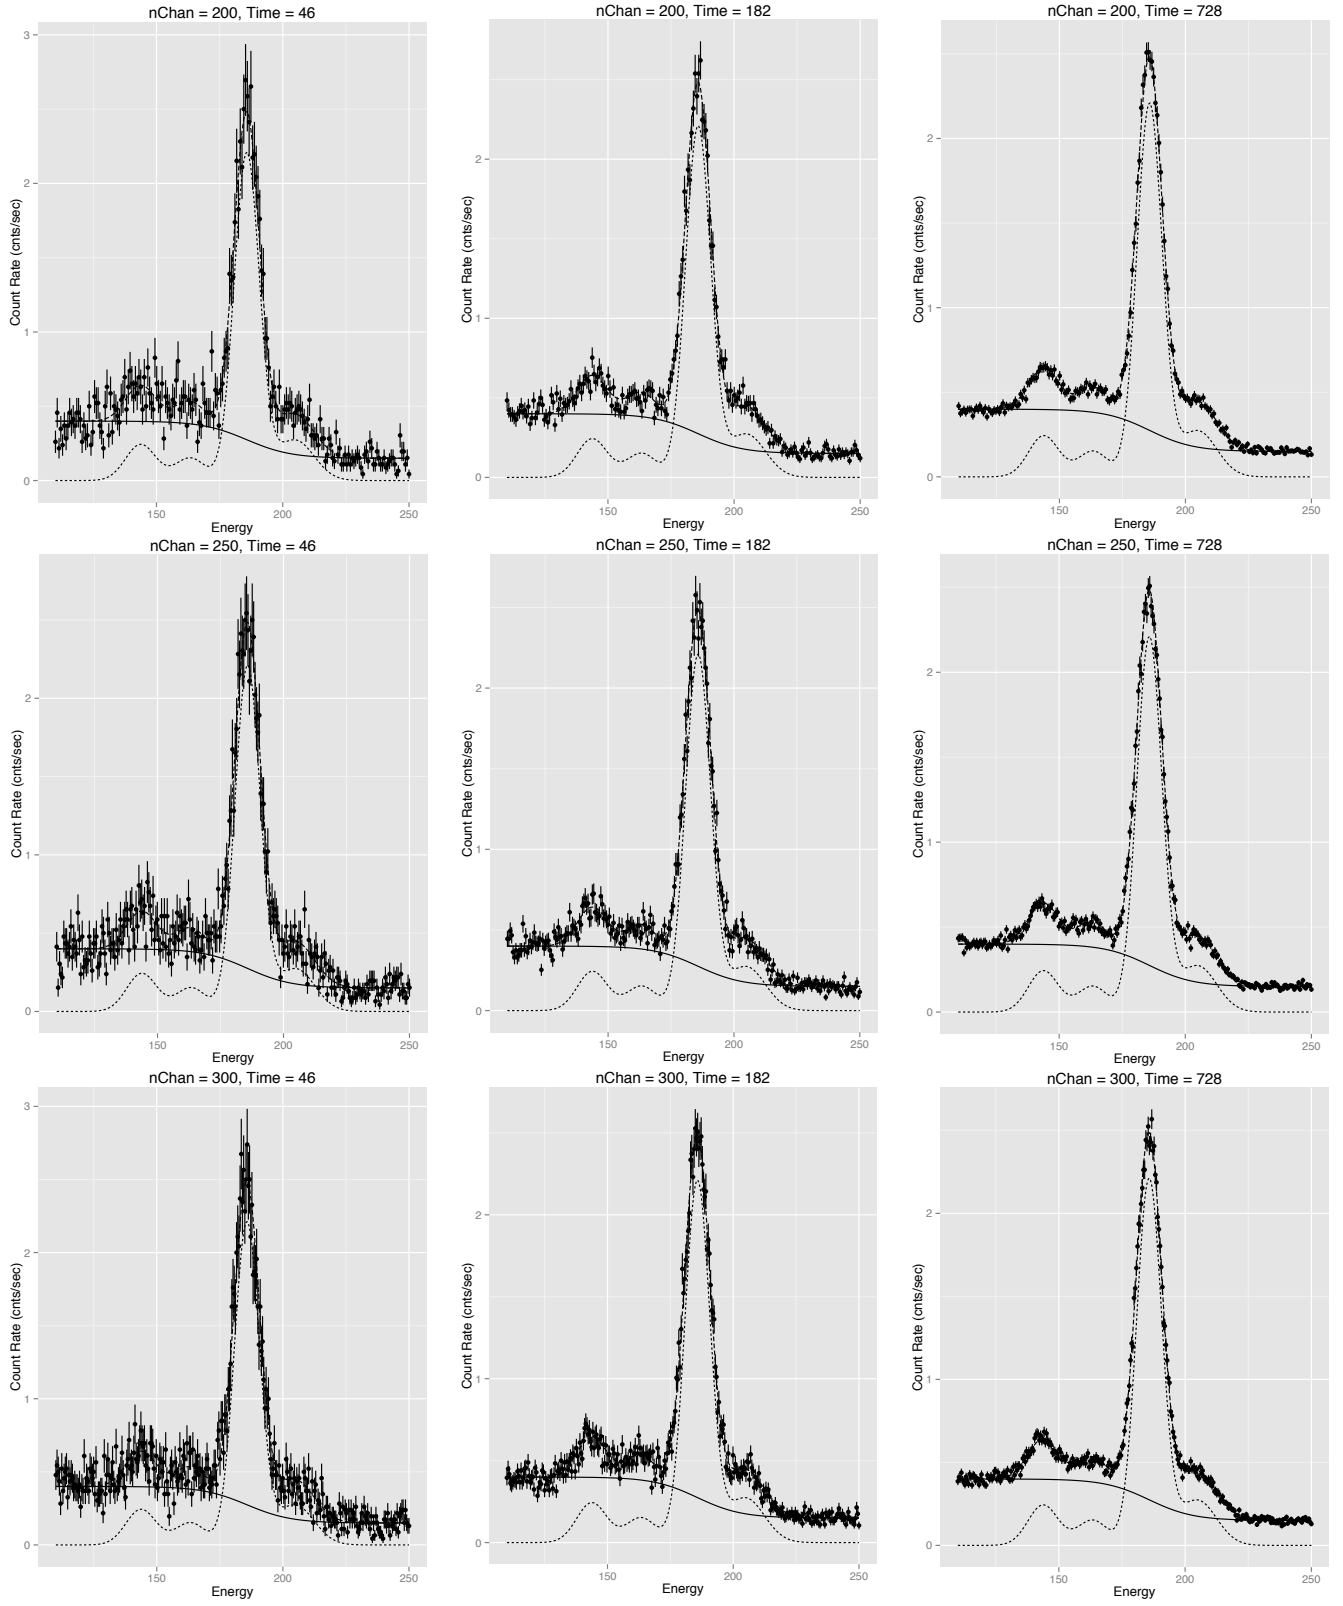 nChan = 200, Time = 46
3
2
1
0
Count Rate (cnts/sec)
150
200
250
Energy
nChan = 200, Time = 182
2
1
0
Count Rate (cnts/sec)
150
200
250
Energy
nChan = 200, Time = 728
2
1
0
Count Rate (cnts/sec)
150
200
250
Energy
nChan = 250, Time = 46
2
1
0
Count Rate (cnts/sec)
150
200
250
Energy
nChan = 250, Time = 182
2
1
0
Count Rate (cnts/sec)
150
200
250
Energy
nChan = 250, Time = 728
2
1
0
Count Rate (cnts/sec)
150
200
250
Energy
nChan = 300, Time = 46
3
2
1
0
Count Rate (cnts/sec)
150
200
250
Energy
nChan = 300, Time = 182
2
1
0
Count Rate (cnts/sec)
150
200
250
Energy
nChan = 300, Time = 728
2
1
0
Count Rate (cnts/sec)
150
200
250
Energy